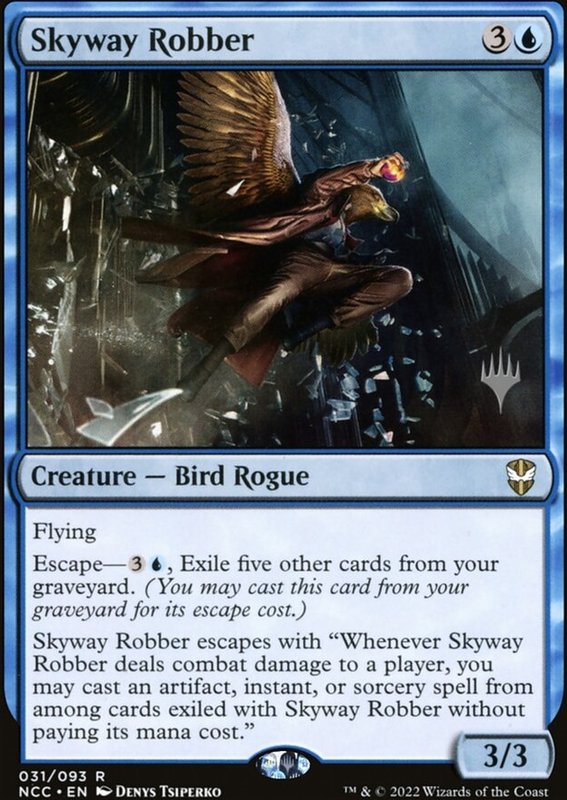 Skyway Robber 3
Creature — Bird Rogue
Flying
Escape—3, Exile five other cards from your
graveyard. (You may cast this card from your
graveyard for its escape cost.)
Skyway Robber escapes with “Whenever Skyway
Robber deals combat damage to a player, you
may cast an artifact, instant, or sorcery spell from
among cards exiled with Skyway Robber without
paying its mana cost.”
3/3
031/093 R
NCC • EN Denys Tsiperko ™ & © 2022 Wizards of the Coast